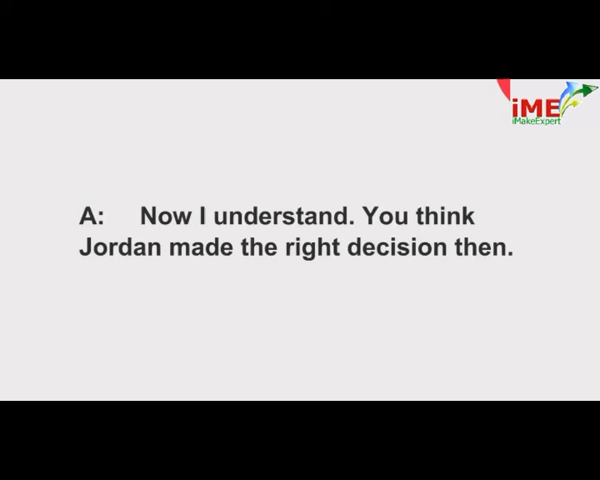 iME
iMakeExpert
A: Now I understand. You think
Jordan made the right decision then.